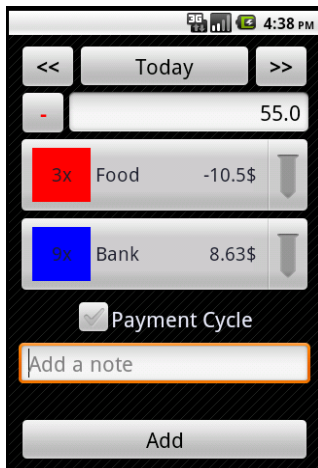 3G 4:38 PM
<< Today >>
- 55.0
3x Food -10.5$
9x Bank 8.63$
Payment Cycle
Add a note
Add